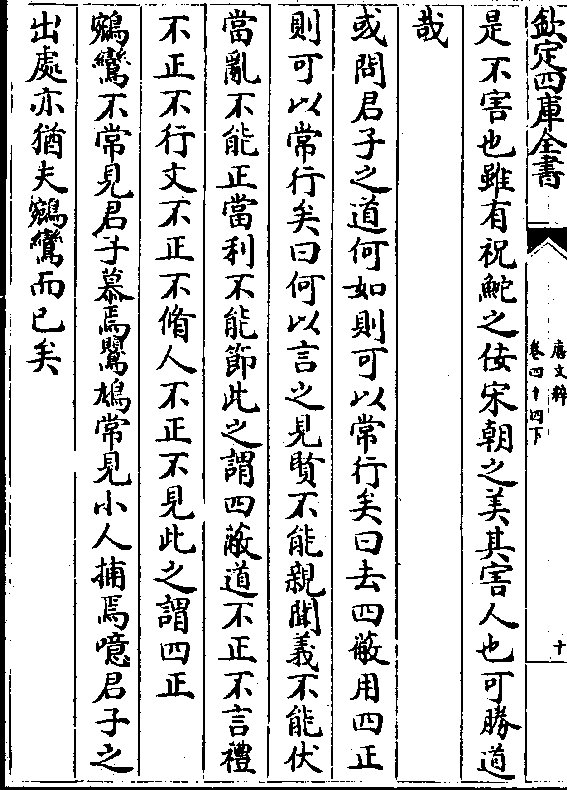 欽定四庫全書
唐文粹
卷四十四下
十
是不害也雖有祝鮀之佞宋朝之美其害人也可勝道
哉
或問君子之道何如則可以常行矣曰去四蔽用四正
則可以常行矣曰何以言之見賢不能親聞義不能伏
當亂不能正當利不能節此之謂四蔽道不正不言禮
不正不行文不正不脩人不正不見此之謂四正
鵷鸞不常見君子慕焉鸎鳩常見小人捕焉噫君子之
出處亦猶夫鵷鸞而已矣